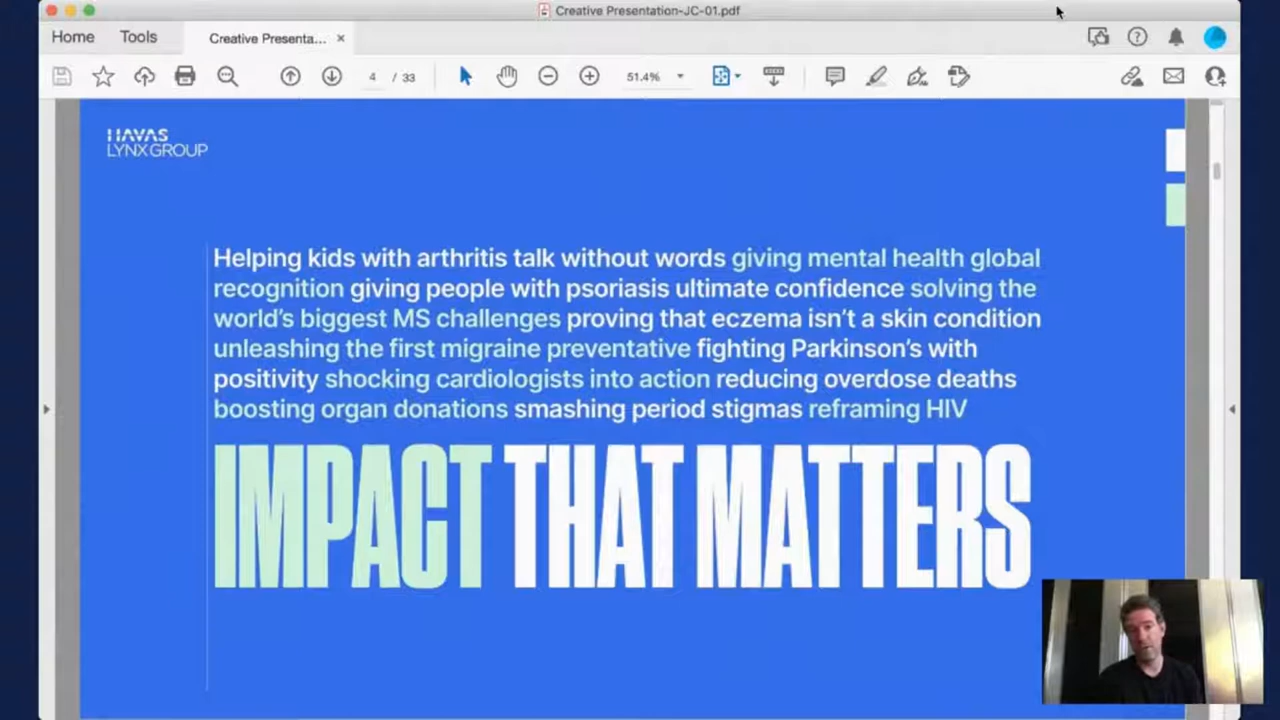 Creative Presentation-JC-01.pdf
Home Tools Creative Presenta... ×
4 / 33 51.4%
HAVAS
LYNX GROUP
Helping kids with arthritis talk without words giving mental health global
recognition giving people with psoriasis ultimate confidence solving the
world's biggest MS challenges proving that eczema isn't a skin condition
unleashing the first migraine preventative fighting Parkinson's with
positivity shocking cardiologists into action reducing overdose deaths
boosting organ donations smashing period stigmas reframing HIV
IMPACT THAT MATTERS